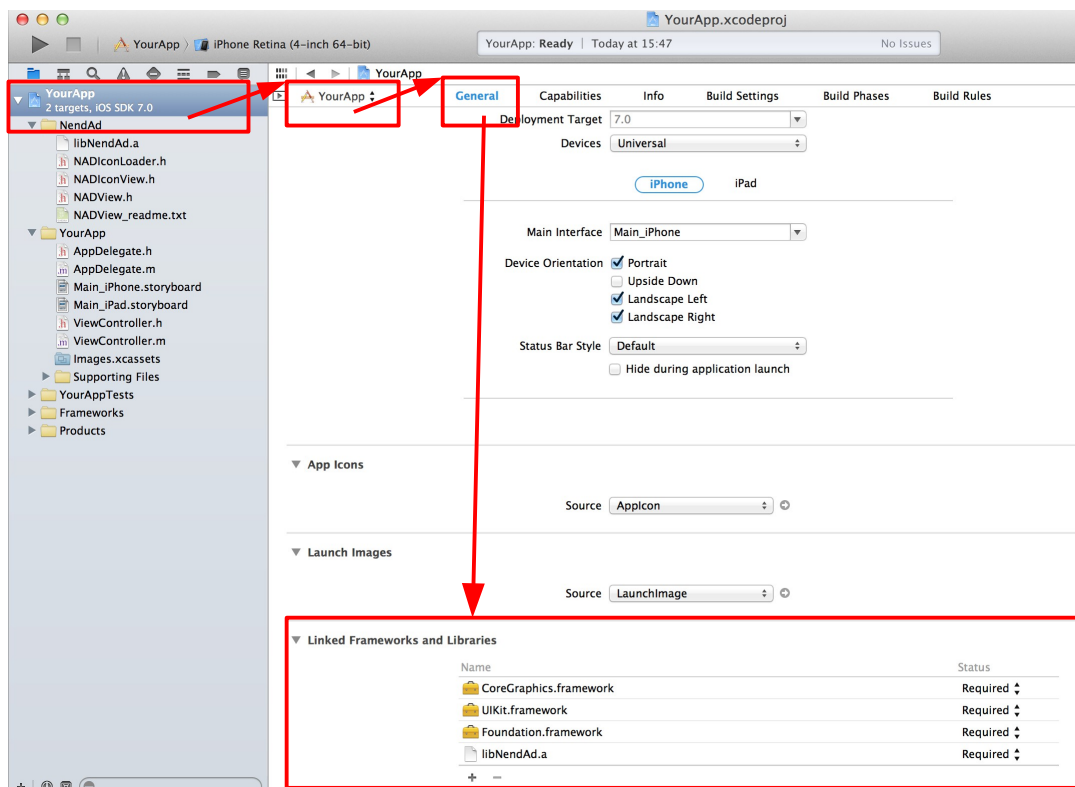 YourApp.xcodeproj
YourApp 〉 iPhone Retina (4-inch 64-bit)
YourApp: Ready | Today at 15:47
No Issues
YourApp
2 targets, iOS SDK 7.0
NendAd
libNendAd.a
NADIconLoader.h
NADIconView.h
NADView.h
NADView_readme.txt
YourApp
AppDelegate.h
AppDelegate.m
Main_iPhone.storyboard
Main_iPad.storyboard
ViewController.h
ViewController.m
Images.xcassets
Supporting Files
YourAppTests
Frameworks
Products
YourApp
YourApp
General Capabilities Info Build Settings Build Phases Build Rules
Deployment Target 7.0
Devices Universal
iPhone iPad
Main Interface Main_iPhone
Device Orientation Portrait
Upside Down
Landscape Left
Landscape Right
Status Bar Style Default
Hide during application launch
App Icons
Source AppIcon
Launch Images
Source LaunchImage
Linked Frameworks and Libraries
Name Status
CoreGraphics.framework Required
UIKit.framework Required
Foundation.framework Required
libNendAd.a Required
+ −